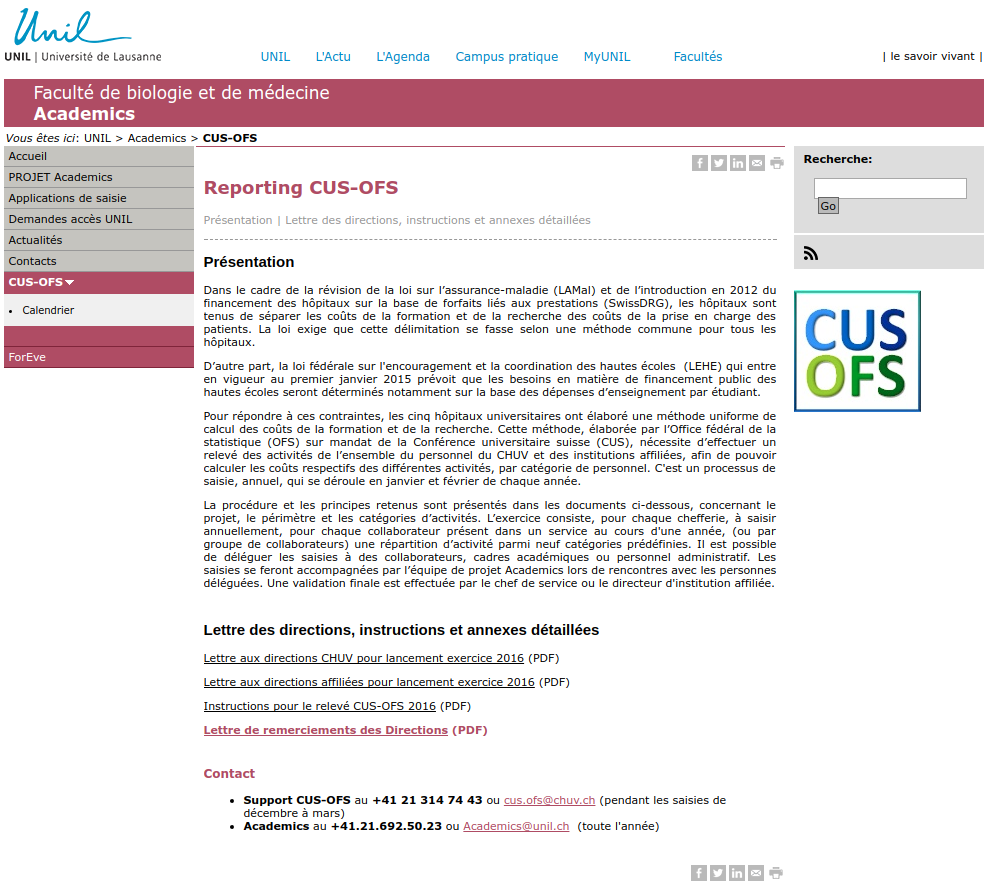 Unil
UNIL | Université de Lausanne
UNIL L'Actu L'Agenda Campus pratique MyUNIL Facultés
| le savoir vivant |
Faculté de biologie et de médecine
Academics
Vous êtes ici: UNIL > Academics > CUS-OFS
Accueil
PROJET Academics
Applications de saisie
Demandes accès UNIL
Actualités
Contacts
CUS-OFS
• Calendrier
ForEve
Reporting CUS-OFS
Présentation | Lettre des directions, instructions et annexes détaillées
Présentation
Dans le cadre de la révision de la loi sur l’assurance-maladie (LAMal) et de l’introduction en 2012 du
financement des hôpitaux sur la base de forfaits liés aux prestations (SwissDRG), les hôpitaux sont
tenus de séparer les coûts de la formation et de la recherche des coûts de la prise en charge des
patients. La loi exige que cette délimitation se fasse selon une méthode commune pour tous les
hôpitaux.
D’autre part, la loi fédérale sur l'encouragement et la coordination des hautes écoles (LEHE) qui entre
en vigueur au premier janvier 2015 prévoit que les besoins en matière de financement public des
hautes écoles seront déterminés notamment sur la base des dépenses d’enseignement par étudiant.
Pour répondre à ces contraintes, les cinq hôpitaux universitaires ont élaboré une méthode uniforme de
calcul des coûts de la formation et de la recherche. Cette méthode, élaborée par l’Office fédéral de la
statistique (OFS) sur mandat de la Conférence universitaire suisse (CUS), nécessite d’effectuer un
relevé des activités de l’ensemble du personnel du CHUV et des institutions affiliées, afin de pouvoir
calculer les coûts respectifs des différentes activités, par catégorie de personnel. C'est un processus de
saisie, annuel, qui se déroule en janvier et février de chaque année.
La procédure et les principes retenus sont présentés dans les documents ci-dessous, concernant le
projet, le périmètre et les catégories d’activités. L’exercice consiste, pour chaque chefferie, à saisir
annuellement, pour chaque collaborateur présent dans un service au cours d'une année, (ou par
groupe de collaborateurs) une répartition d’activité parmi neuf catégories prédéfinies. Il est possible
de déléguer les saisies à des collaborateurs, cadres académiques ou personnel administratif. Les
saisies se feront accompagnées par l’équipe de projet Academics lors de rencontres avec les personnes
déléguées. Une validation finale est effectuée par le chef de service ou le directeur d'institution affiliée.
Lettre des directions, instructions et annexes détaillées
Lettre aux directions CHUV pour lancement exercice 2016 (PDF)
Lettre aux directions affiliées pour lancement exercice 2016 (PDF)
Instructions pour le relevé CUS-OFS 2016 (PDF)
Lettre de remerciements des Directions (PDF)
Contact
• Support CUS-OFS au +41 21 314 74 43 ou cus.ofs@chuv.ch (pendant les saisies de
décembre à mars)
• Academics au +41.21.692.50.23 ou Academics@unil.ch (toute l'année)
Recherche:
Go
CUS
OFS